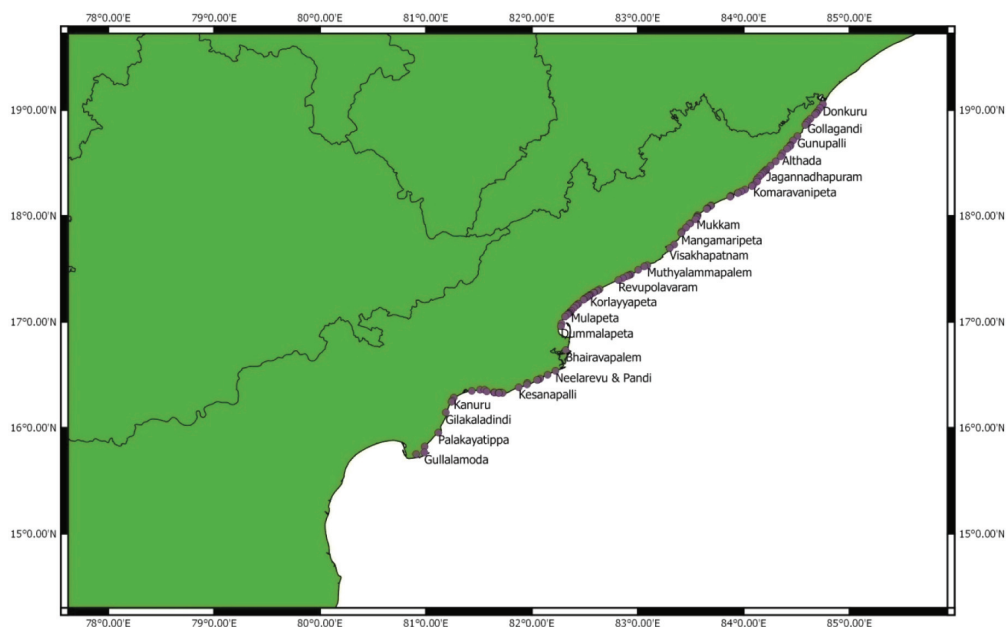 78°0.00'E 79°0.00'E 80°0.00'E 81°0.00'E 82°0.00'E 83°0.00'E 84°0.00'E 85°0.00'E
19°0.00'N Donkuru 19°0.00'N
Gollagandi
Gunupalli
Althada
Jagannadhapuram
Komaravanipeta
18°0.00'N 18°0.00'N
Mukkam
Mangamaripeta
Visakhapatnam
Muthyalammapalem
Revupolavaram
Korlayyapeta
17°0.00'N Mulapeta 17°0.00'N
Dummalapeta
Bhairavapalem
Neelarevu & Pandi
Kesanapalli
Kanuru
Gilakaladindi
16°0.00'N 16°0.00'N
Palakayatippa
Gullalamoda
15°0.00'N 15°0.00'N
78°0.00'E 79°0.00'E 80°0.00'E 81°0.00'E 82°0.00'E 83°0.00'E 84°0.00'E 85°0.00'E